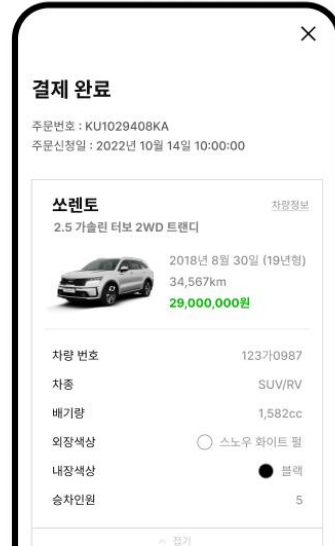 결제 완료
주문번호 : KU1029408KA
주문신청일 : 2022년 10월 14일 10:00:00
쏘렌토 차량정보
2.5 가솔린 터보 2WD 트랜디
2018년 8월 30일 (19년형)
34,567km
29,000,000원
차량 번호 123가0987
차종 SUV/RV
배기량 1,582cc
외장색상 스노우 화이트 펄
내장색상 블랙
승차인원 5
접기